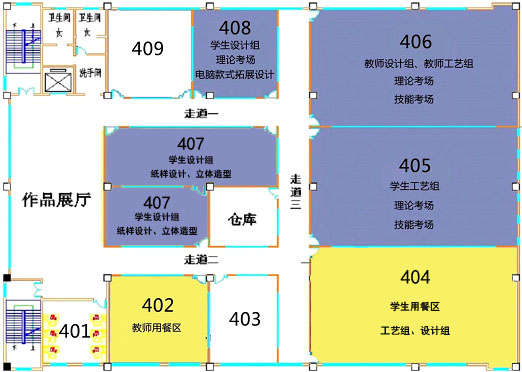 下 上
卫生间
女
卫生间
女
洗手间
409
408
学生设计组
理论考场
电脑款式拓展设计
406
教师设计组、教师工艺组
理论考场
技能考场
走道一
407
学生设计组
纸样设计、立体造型
407
学生设计组
纸样设计、立体造型
作品展厅
仓库
走道三
405
学生工艺组
理论考场
技能考场
走道二
404
学生用餐区
工艺组、设计组
401
402
教师用餐区
403
下 上